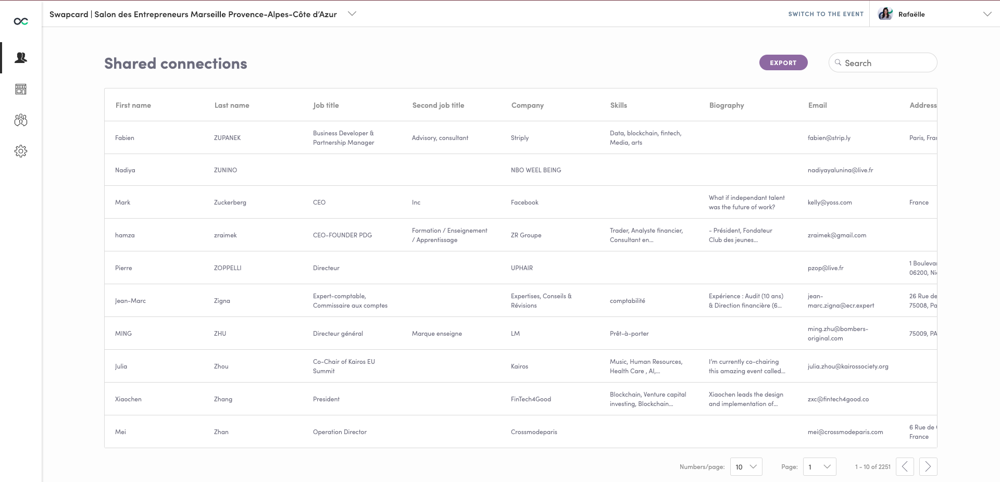 Swapcard | Salon des Entrepreneurs Marseille Provence-Alpes-Côte d'Azur
SWITCH TO THE EVENT
Rafaëlle
Shared connections
EXPORT
Search
First name Last name Job title Second job title Company Skills Biography Email Address
Fabien ZUPANEK Business Developer & Partnership Manager Advisory, consultant Striply Data, blockchain, fintech, Media, arts fabien@strip.ly Paris, Fran
Nadiya ZUNINO NBO WEEL BEING nadiyayalunina@live.fr
Mark Zuckerberg CEO Inc Facebook What if independant talent was the future of work? kelly@yoss.com France
hamza zraimek CEO-FOUNDER PDG Formation / Enseignement / Apprentissage ZR Groupe Trader, Analyste financier, Consultant en... - Président, Fondateur Club des jeunes... zraimek@gmail.com
Pierre ZOPPELLI Directeur UPHAIR pzop@live.fr 1 Boulevar 06200, Ni
Jean-Marc Zigna Expert-comptable, Commissaire aux comptes Expertises, Conseils & Révisions comptabilité Expérience : Audit (10 ans) & Direction financière (6... jean-marc.zigna@ecr.expert 26 Rue de 75008, Pa
MING ZHU Directeur général Marque enseigne LM Prêt-à-porter ming.zhu@bombers-original.com 75009, PA
Julia Zhou Co-Chair of Kairos EU Summit Kairos Music, Human Resources, Health Care , AI,... I'm currently co-chairing this amazing event called... julia.zhou@kairossociety.org
Xiaochen Zhang President FinTech4Good Blockchain, Venture capital investing, Blockchain... Xiaochen leads the design and implementation of... zxc@fintech4good.co
Mei Zhan Operation Director Crossmodeparis mei@crossmodeparis.com 6 Rue de France
Numbers/page: 10 Page: 1 1 - 10 of 2251